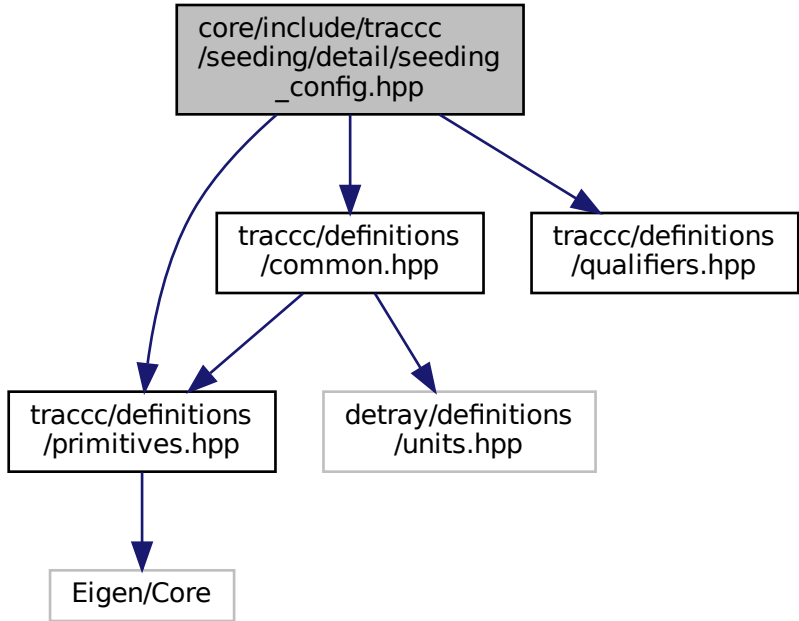 core/include/traccc
/seeding/detail/seeding
_config.hpp
traccc/definitions
/common.hpp
traccc/definitions
/qualifiers.hpp
traccc/definitions
/primitives.hpp
detray/definitions
/units.hpp
Eigen/Core